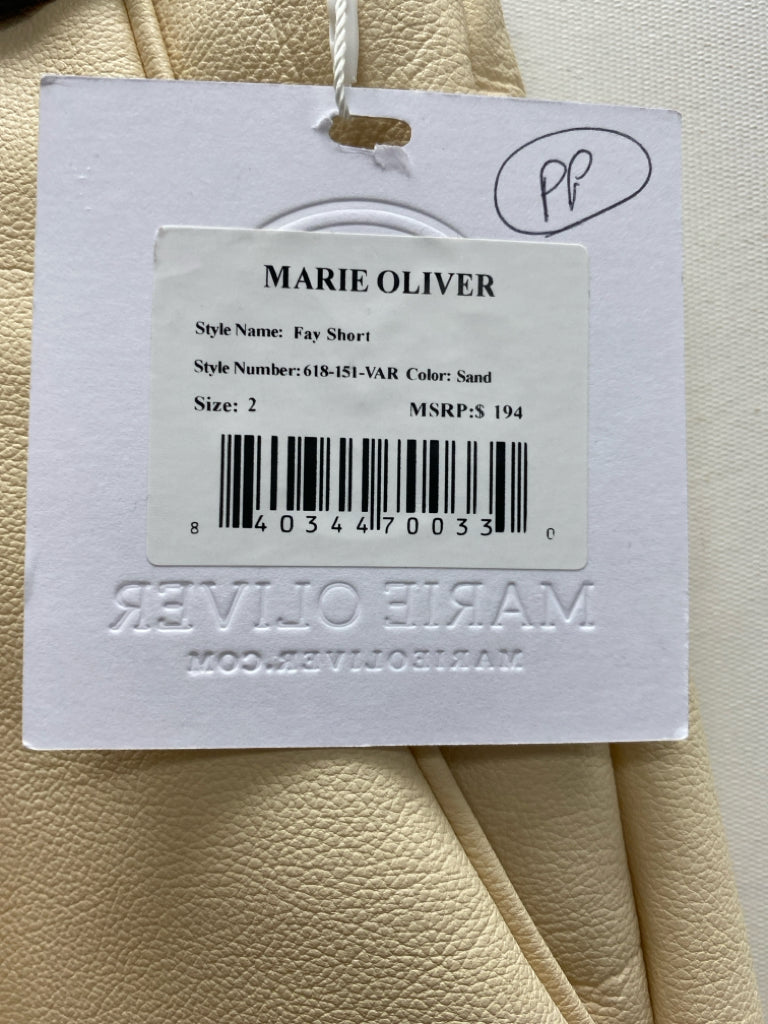 PP
MARIE OLIVER
Style Name: Fay Short
Style Number: 618-151-VAR Color: Sand
Size: 2 MSRP:$ 194
8 40344 70033 0
MARIE OLIVER
MARIEOLIVER.COM